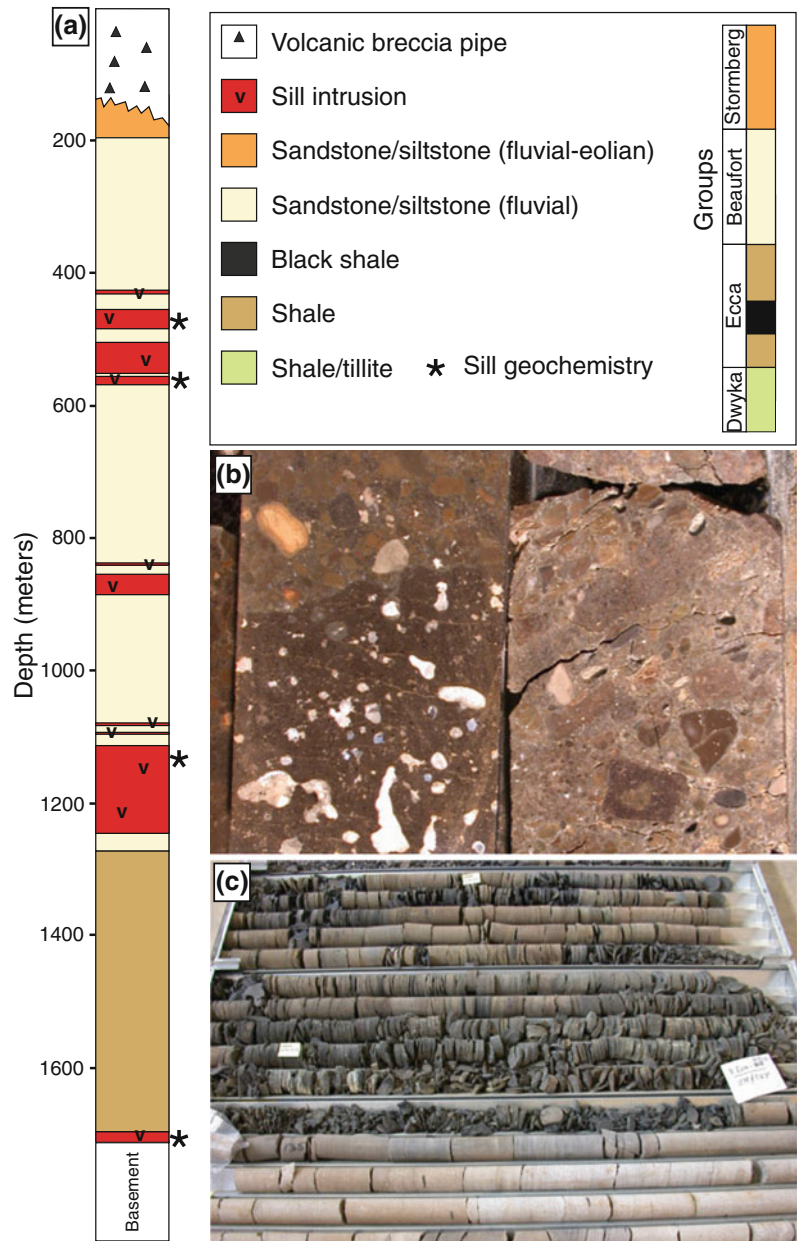 (a)
Volcanic breccia pipe
v Sill intrusion
Sandstone/siltstone (fluvial-eolian)
Sandstone/siltstone (fluvial)
Black shale
Shale
Shale/tillite
* Sill geochemistry
Groups
Stormberg
Beaufort
Ecca
Dwyka
Depth (meters)
200
400
v
v *
v
v *
600
800
v
v
1000
v
v
v *
1200
v
1400
1600
v *
Basement
(b)
(c)